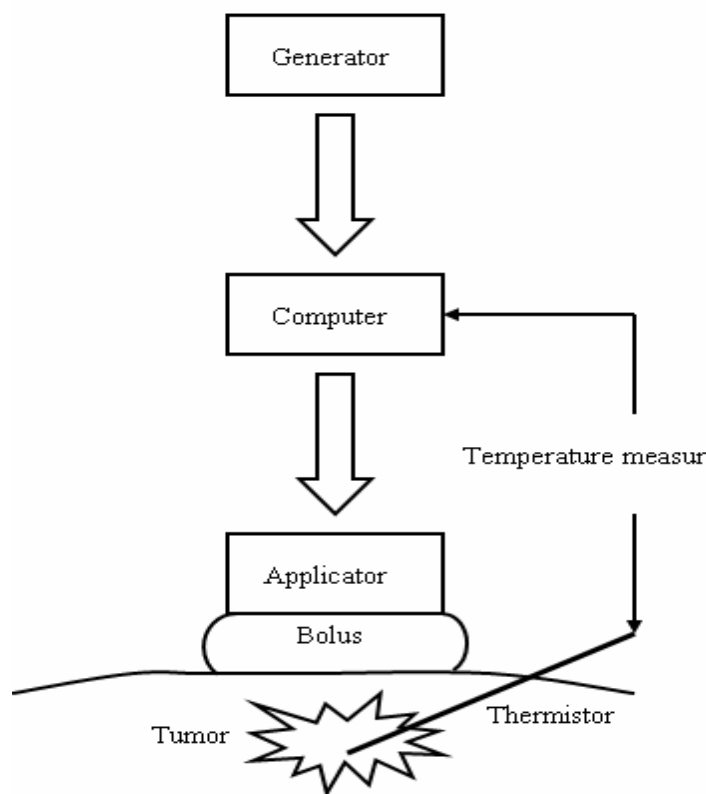 Generator
Computer
Temperature measur
Applicator
Bolus
Thermistor
Tumor